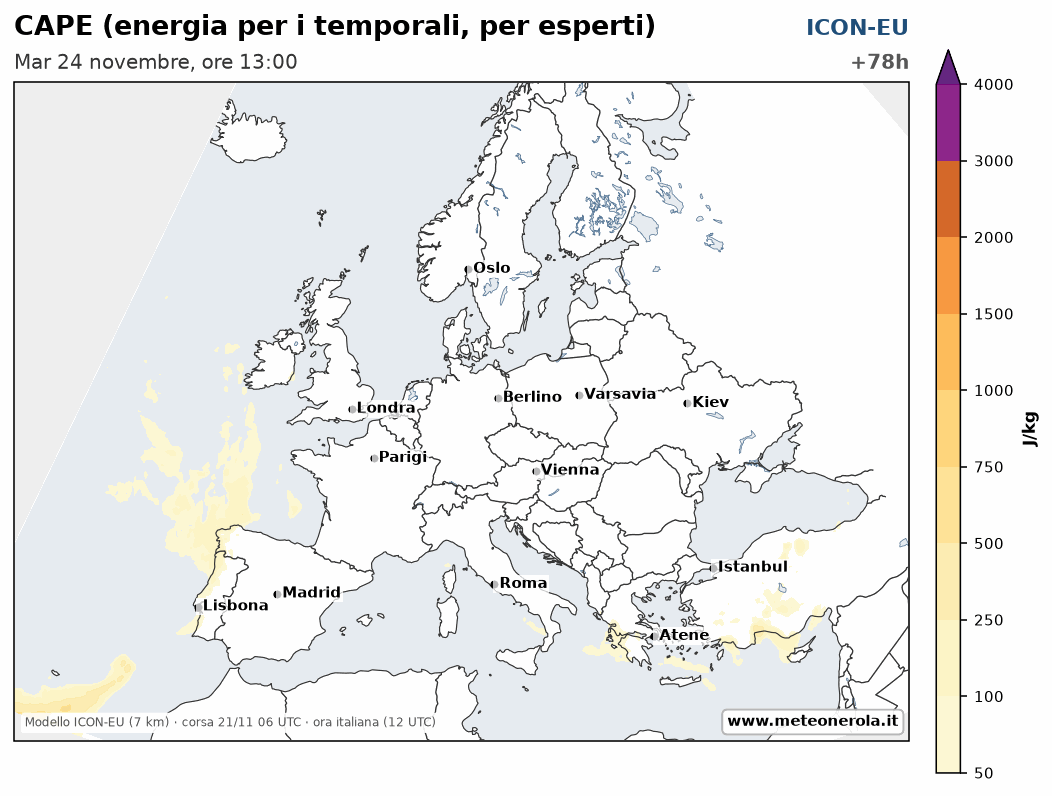 CAPE (energia per i temporali, per esperti)
ICON-EU
Mar 24 novembre, ore 13:00
+78h
4000
3000
2000
1500
1000
750
500
250
100
50
J/kg
Oslo
Berlino
Varsavia
Kiev
Londra
Parigi
Vienna
Istanbul
Roma
Madrid
Lisbona
Atene
Modello ICON-EU (7 km) · corsa 21/11 06 UTC · ora italiana (12 UTC)
www.meteonerola.it